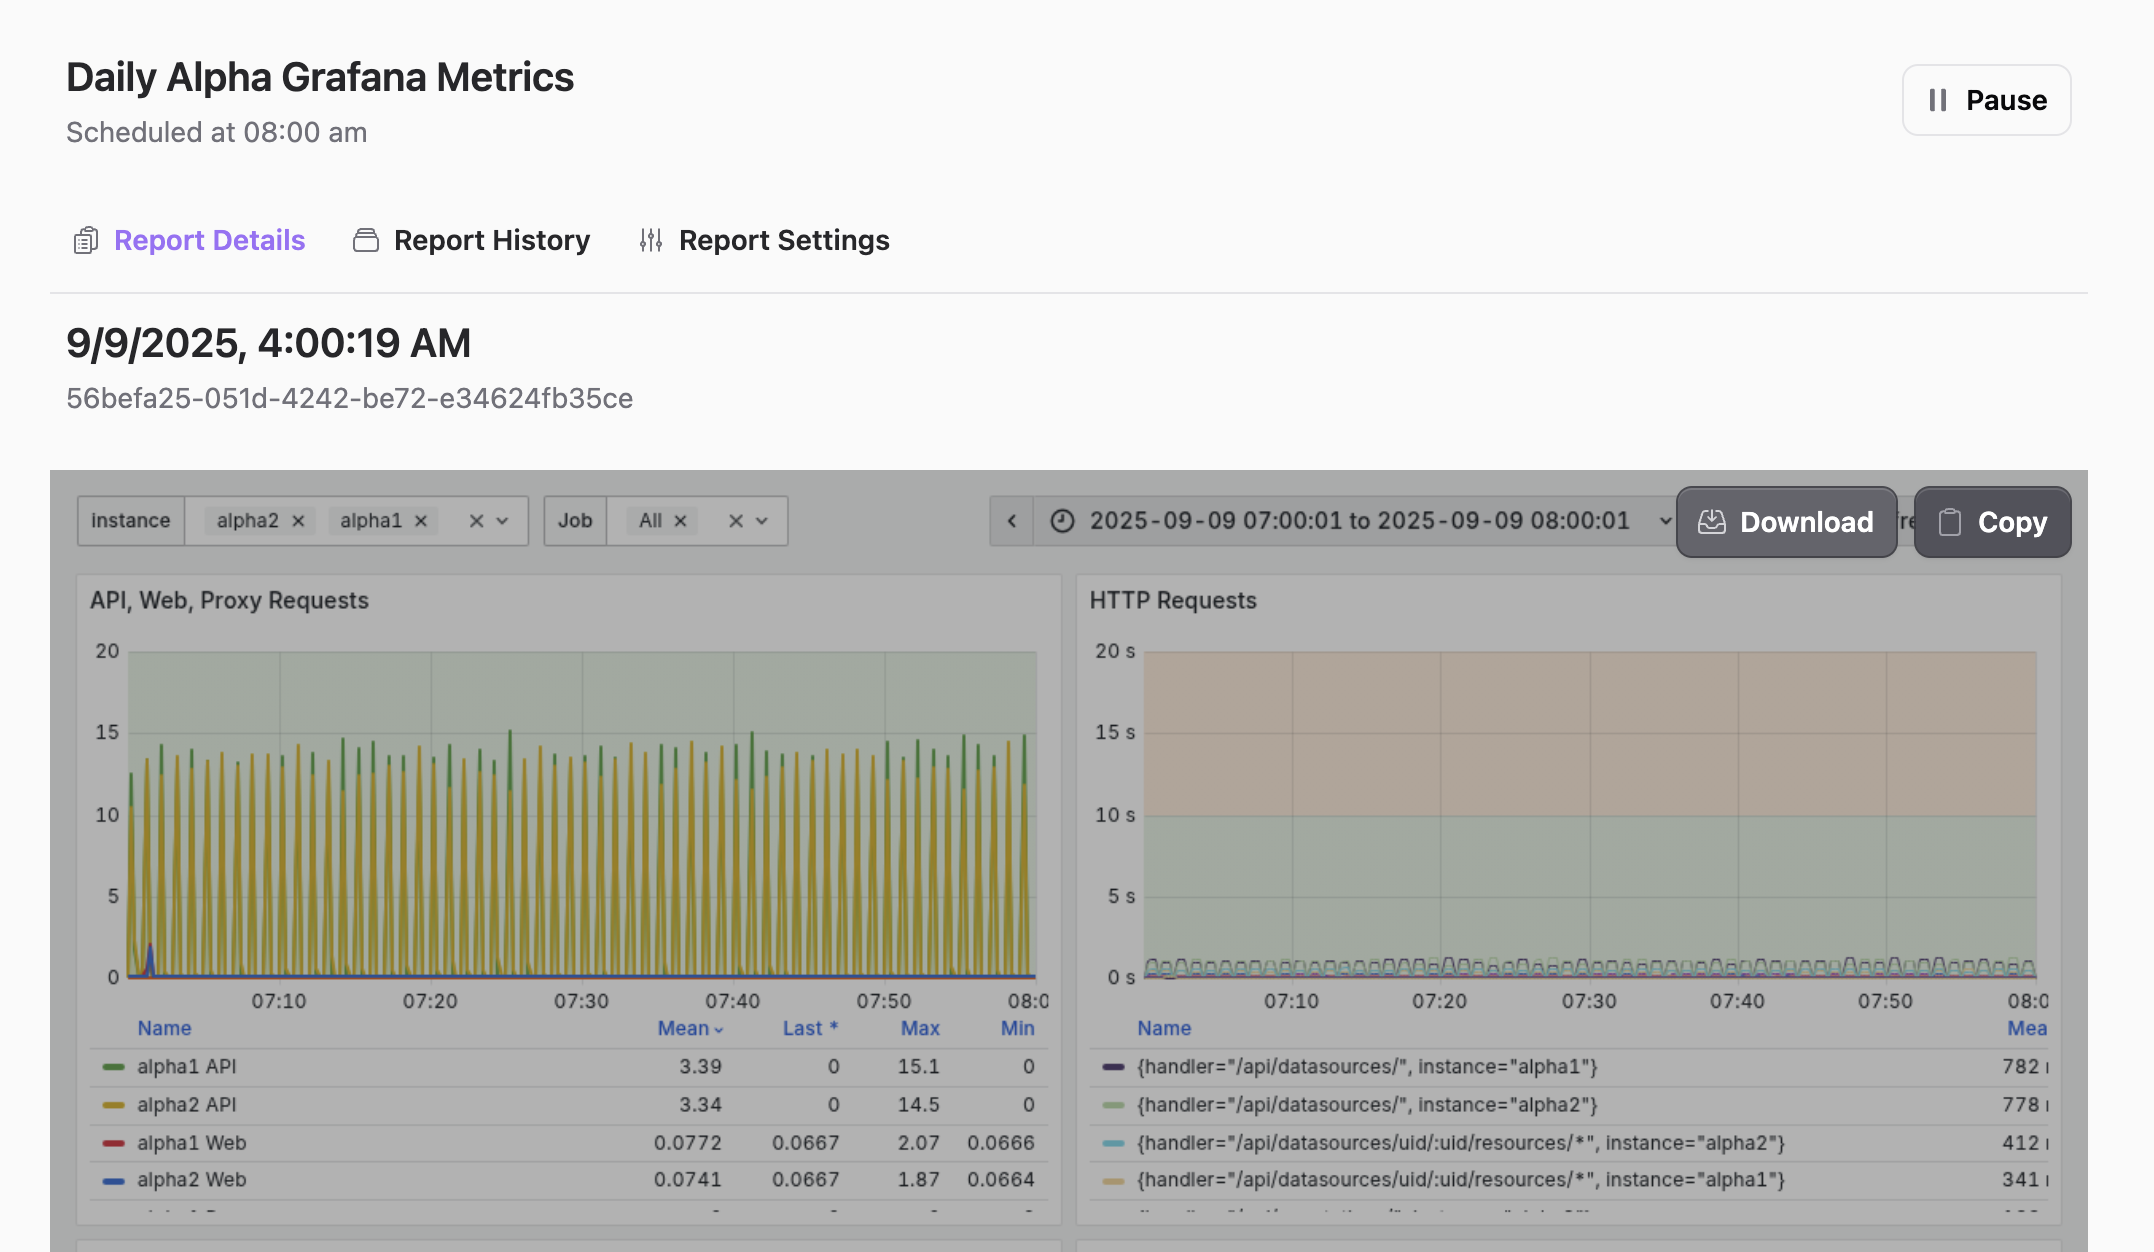 Daily Alpha Grafana Metrics
Scheduled at 08:00 am
Pause
Report Details
Report History
Report Settings
9/9/2025, 4:00:19 AM
56befa25-051d-4242-be72-e34624fb35ce
instance alpha2 alpha1
Job All
2025-09-09 07:00:01 to 2025-09-09 08:00:01
Download
Copy
API, Web, Proxy Requests
20
15
10
5
0
07:10 07:20 07:30 07:40 07:50 08:0
Name Mean Last * Max Min
alpha1 API 3.39 0 15.1 0
alpha2 API 3.34 0 14.5 0
alpha1 Web 0.0772 0.0667 2.07 0.0666
alpha2 Web 0.0741 0.0667 1.87 0.0664
HTTP Requests
20 s
15 s
10 s
5 s
0 s
07:10 07:20 07:30 07:40 07:50 08:0
Name Mea
{handler="/api/datasources/", instance="alpha1"} 782
{handler="/api/datasources/", instance="alpha2"} 778
{handler="/api/datasources/uid/:uid/resources/*", instance="alpha2"} 412
{handler="/api/datasources/uid/:uid/resources/*", instance="alpha1"} 341